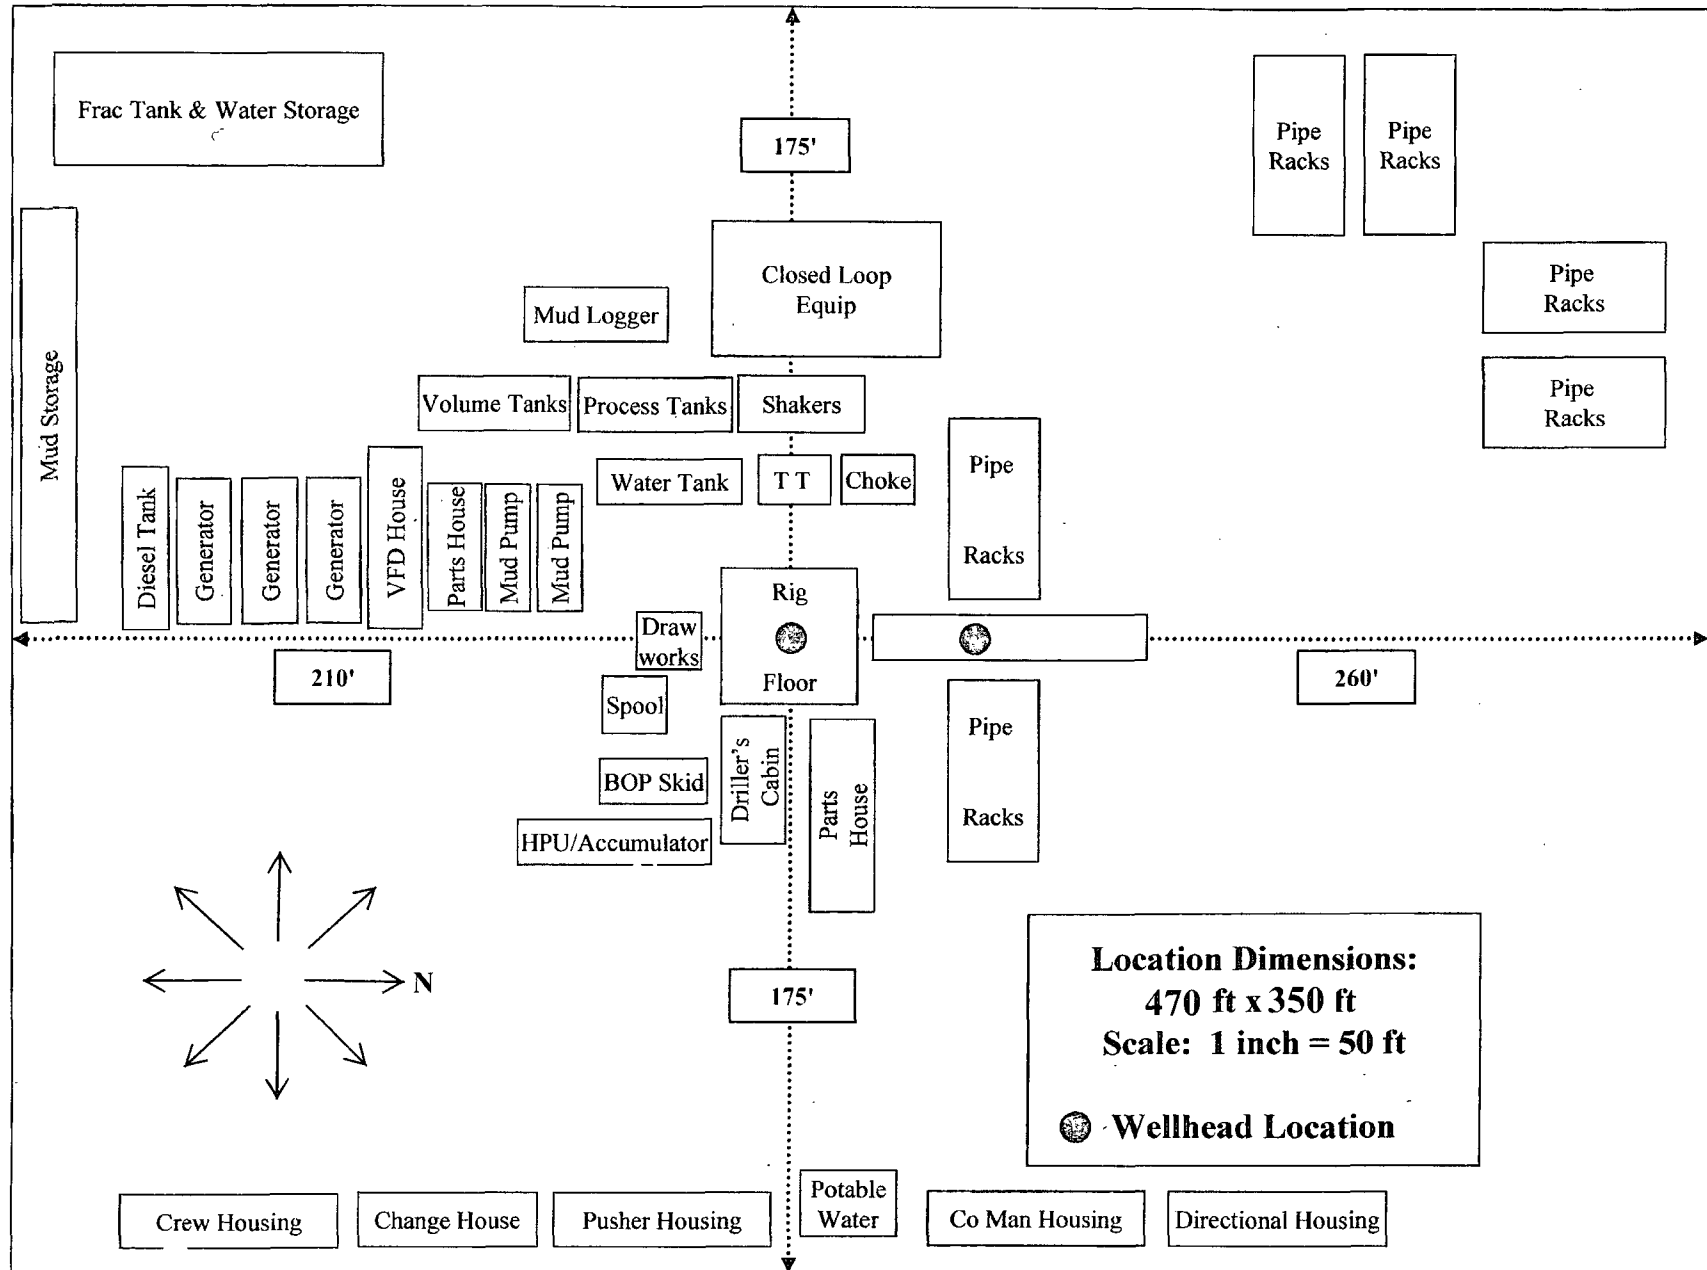 Frac Tank & Water Storage
175'
Pipe
Racks
Pipe
Racks
Closed Loop
Equip
Pipe
Racks
Mud Logger
Mud Storage
Volume Tanks
Process Tanks
Shakers
Pipe
Racks
Diesel Tank
Generator
Generator
Generator
VFD House
Parts House
Mud Pump
Mud Pump
Water Tank
T T
Choke
Pipe
Racks
Rig
Floor
Draw
works
210'
260'
Spool
BOP Skid
HPU/Accumulator
Driller's
Cabin
Parts
House
Pipe
Racks
N
175'
Location Dimensions:
470 ft x 350 ft
Scale: 1 inch = 50 ft
Wellhead Location
Crew Housing
Change House
Pusher Housing
Potable
Water
Co Man Housing
Directional Housing